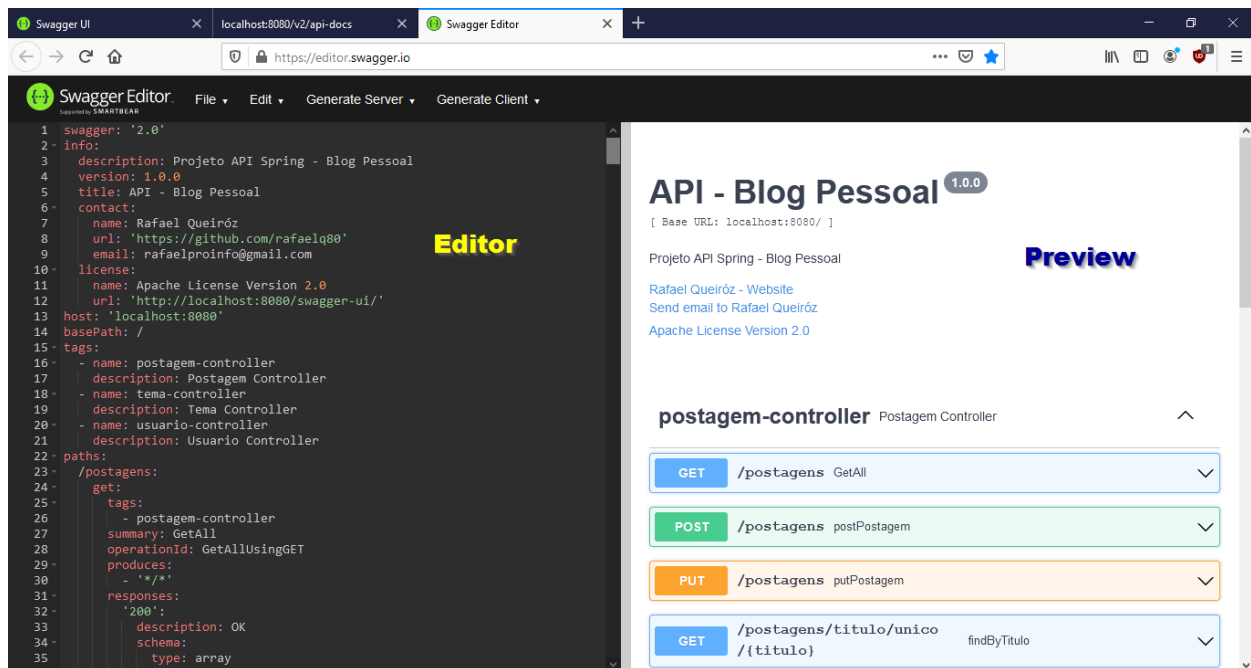 Swagger UI
localhost:8080/v2/api-docs
Swagger Editor
https://editor.swagger.io
1
Swagger Editor.
Supported by SMARTBEAR
File
Edit
Generate Server
Generate Client
1 swagger: '2.0'
2 info:
3 description: Projeto API Spring - Blog Pessoal
4 version: 1.0.0
5 title: API - Blog Pessoal
6 contact:
7 name: Rafael Queiróz
8 url: 'https://github.com/rafaelq80'
9 email: rafaelproinfo@gmail.com
10 license:
11 name: Apache License Version 2.0
12 url: 'http://localhost:8080/swagger-ui/'
13 host: 'localhost:8080'
14 basePath: /
15 tags:
16 - name: postagem-controller
17 description: Postagem Controller
18 - name: tema-controller
19 description: Tema Controller
20 - name: usuario-controller
21 description: Usuario Controller
22 paths:
23 /postagens:
24 get:
25 tags:
26 - postagem-controller
27 summary: GetAll
28 operationId: GetAllUsingGET
29 produces:
30 - '*/*'
31 responses:
32 '200':
33 description: OK
34 schema:
35 type: array
Editor
API - Blog Pessoal 1.0.0
[ Base URL: localhost:8080/ ]
Preview
Projeto API Spring - Blog Pessoal
Rafael Queiróz - Website
Send email to Rafael Queiróz
Apache License Version 2.0
postagem-controller Postagem Controller
GET /postagens GetAll
POST /postagens postPostagem
PUT /postagens putPostagem
GET /postagens/titulo/unico
/{titulo} findByTitulo